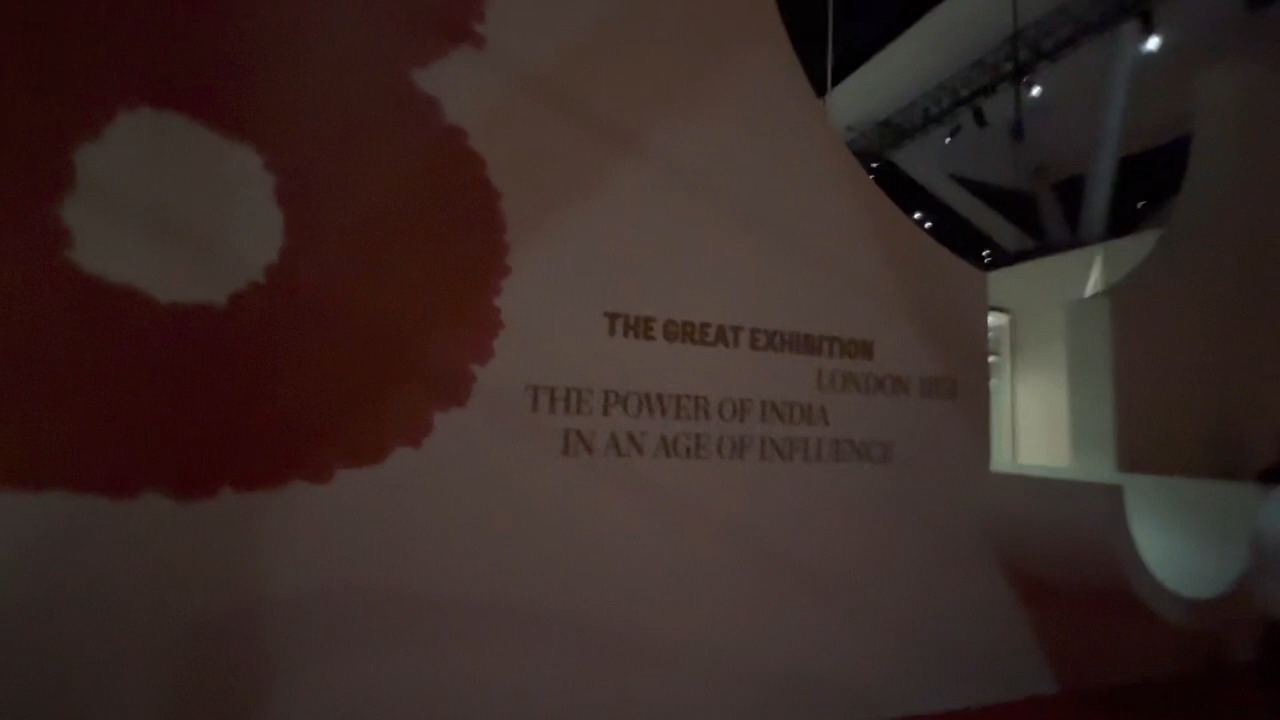 THE GREAT EXHIBITION
LONDON
THE POWER OF INDIA
IN AN AGE OF INFLUENCE